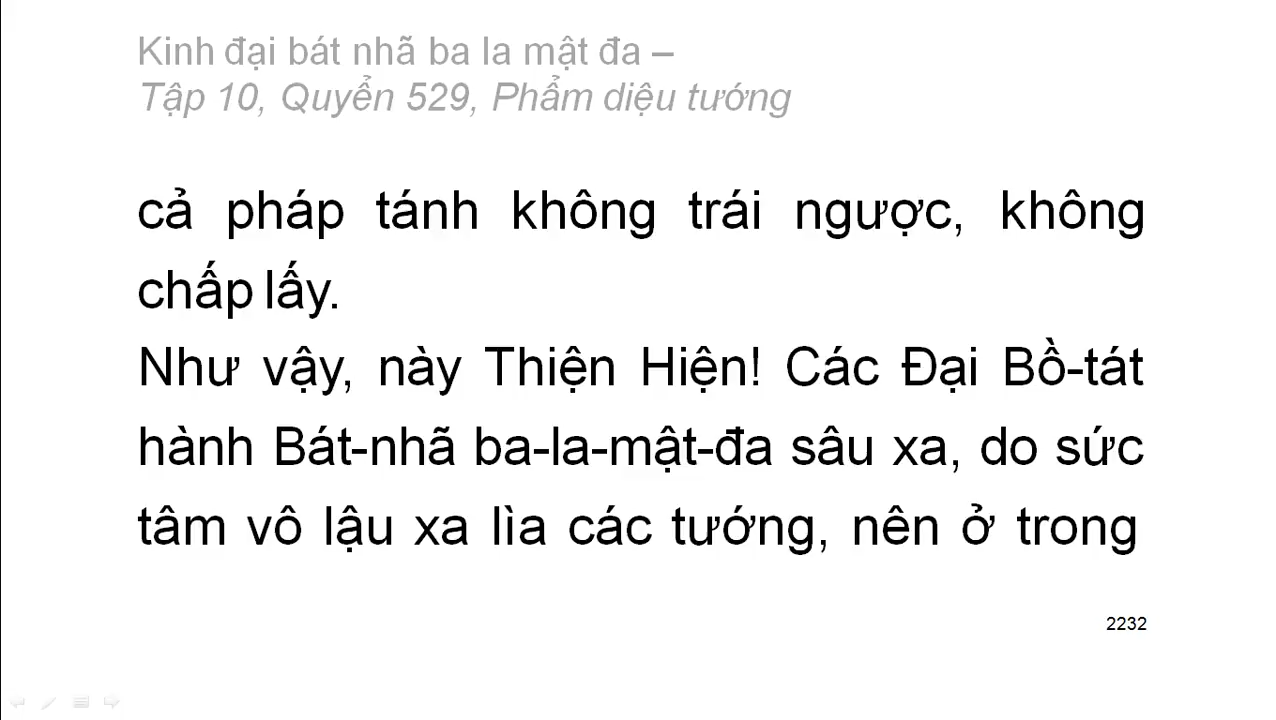 Kinh đại bát nhã ba la mật đa –
Tập 10, Quyển 529, Phẩm diệu tướng
cả pháp tánh không trái ngược, không
chấp lấy.
Như vậy, này Thiện Hiện! Các Đại Bồ-tát
hành Bát-nhã ba-la-mật-đa sâu xa, do sức
tâm vô lậu xa lìa các tướng, nên ở trong
2232